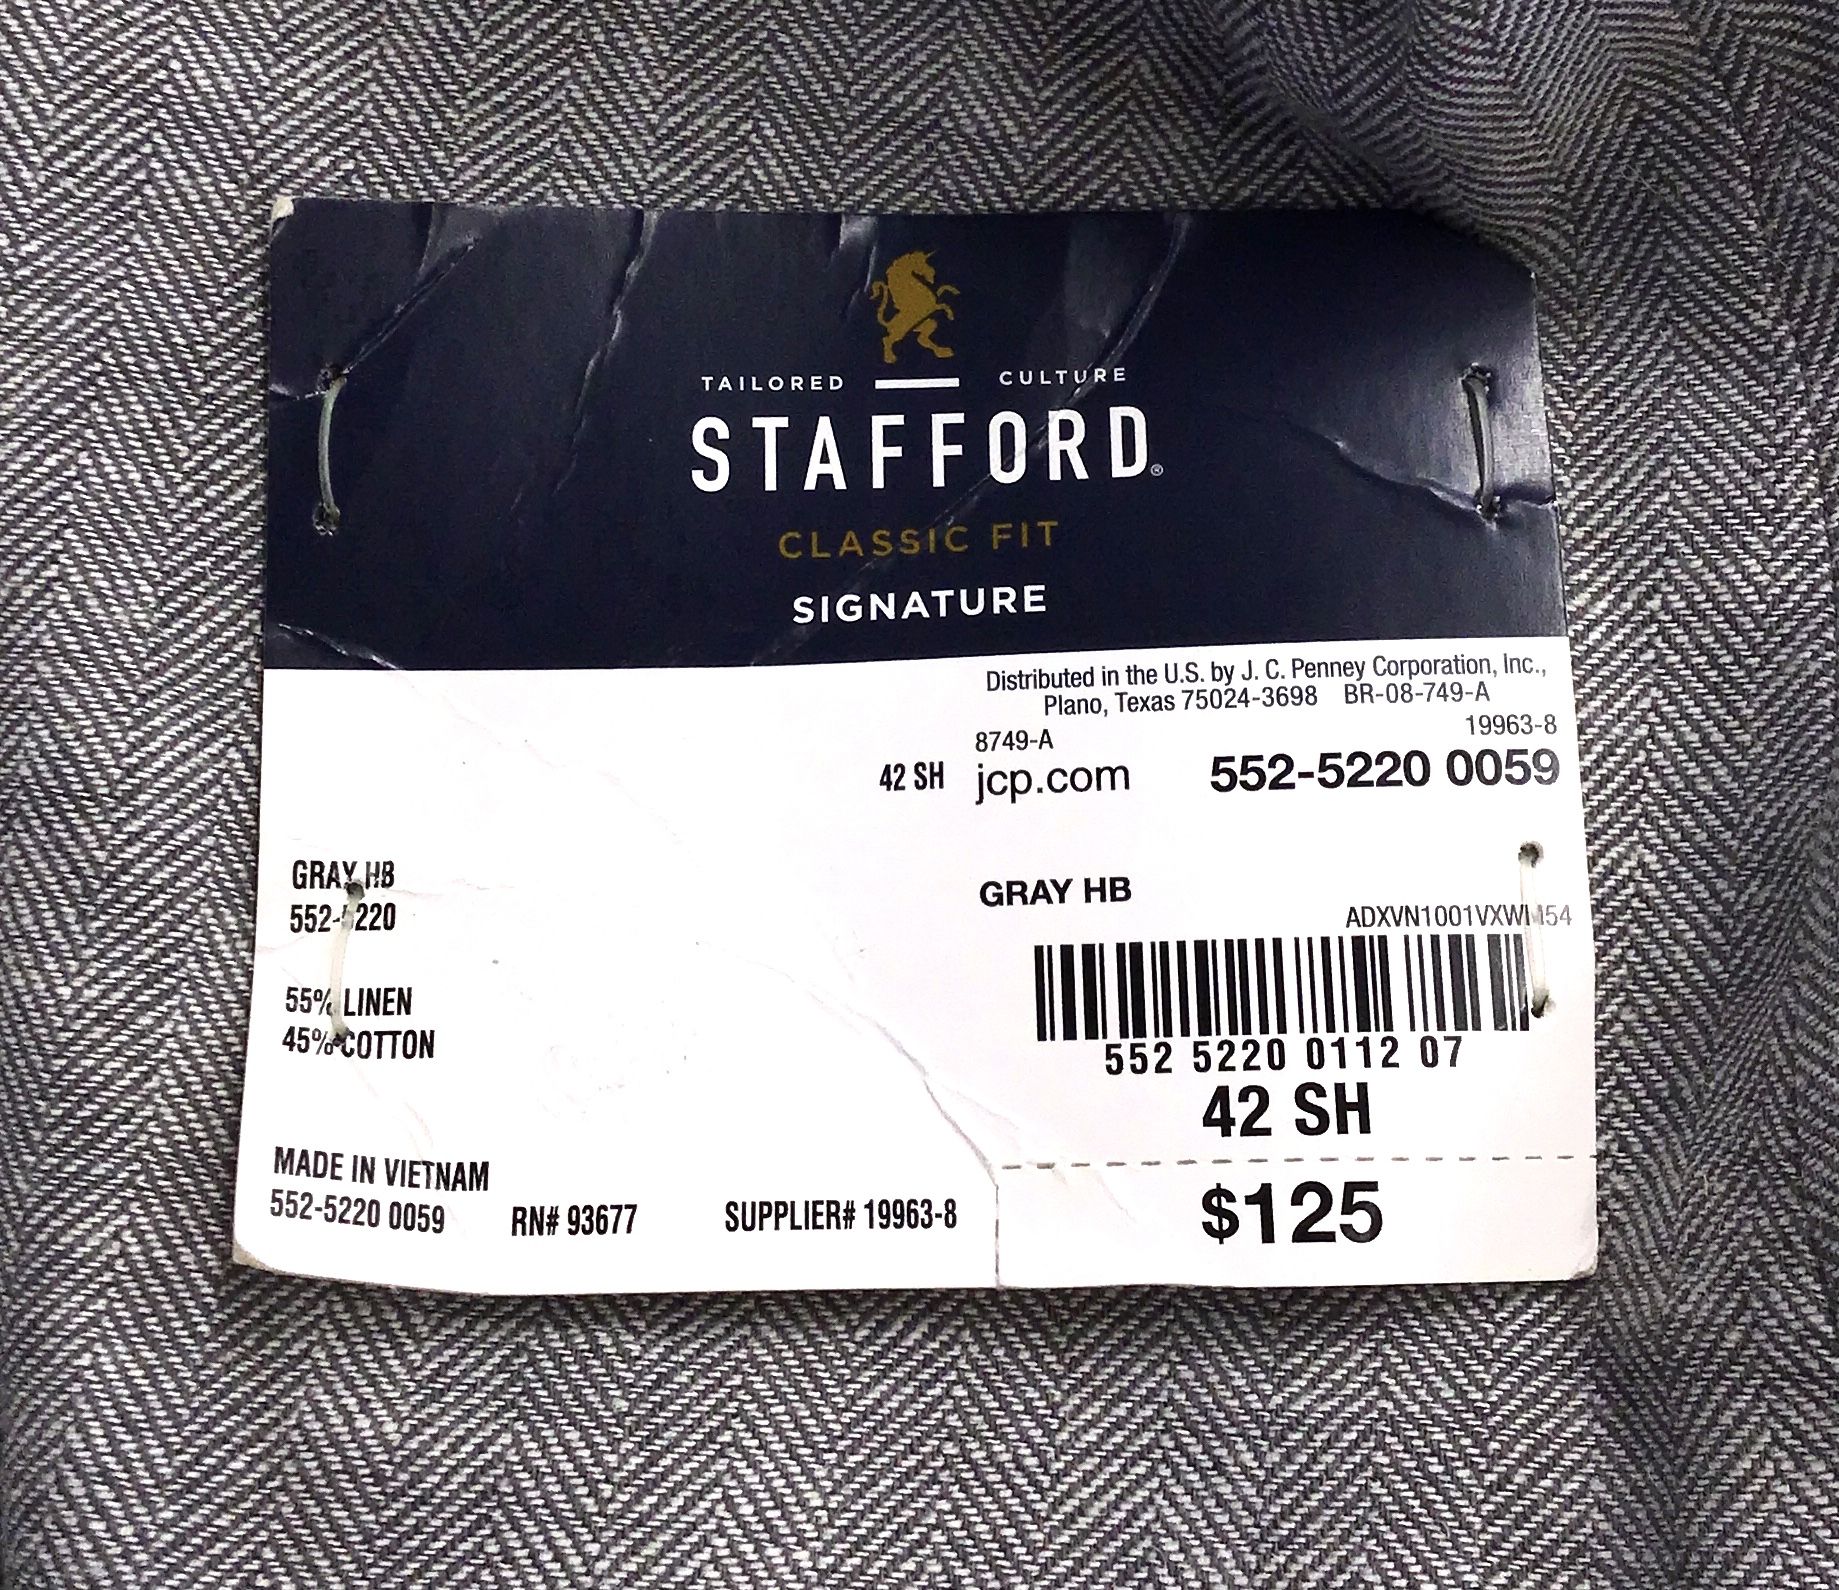 TAILORED CULTURE
STAFFORD®
CLASSIC FIT
SIGNATURE
Distributed in the U.S. by J. C. Penney Corporation, Inc.,
Plano, Texas 75024-3698 BR-08-749-A
19963-8
8749-A
42 SH jcp.com 552-5220 0059
GRAY HB
552-5220
55% LINEN
45% COTTON
MADE IN VIETNAM
552-5220 0059 RN# 93677 SUPPLIER# 19963-8
GRAY HB
552 5220 0112 07
42 SH
$125